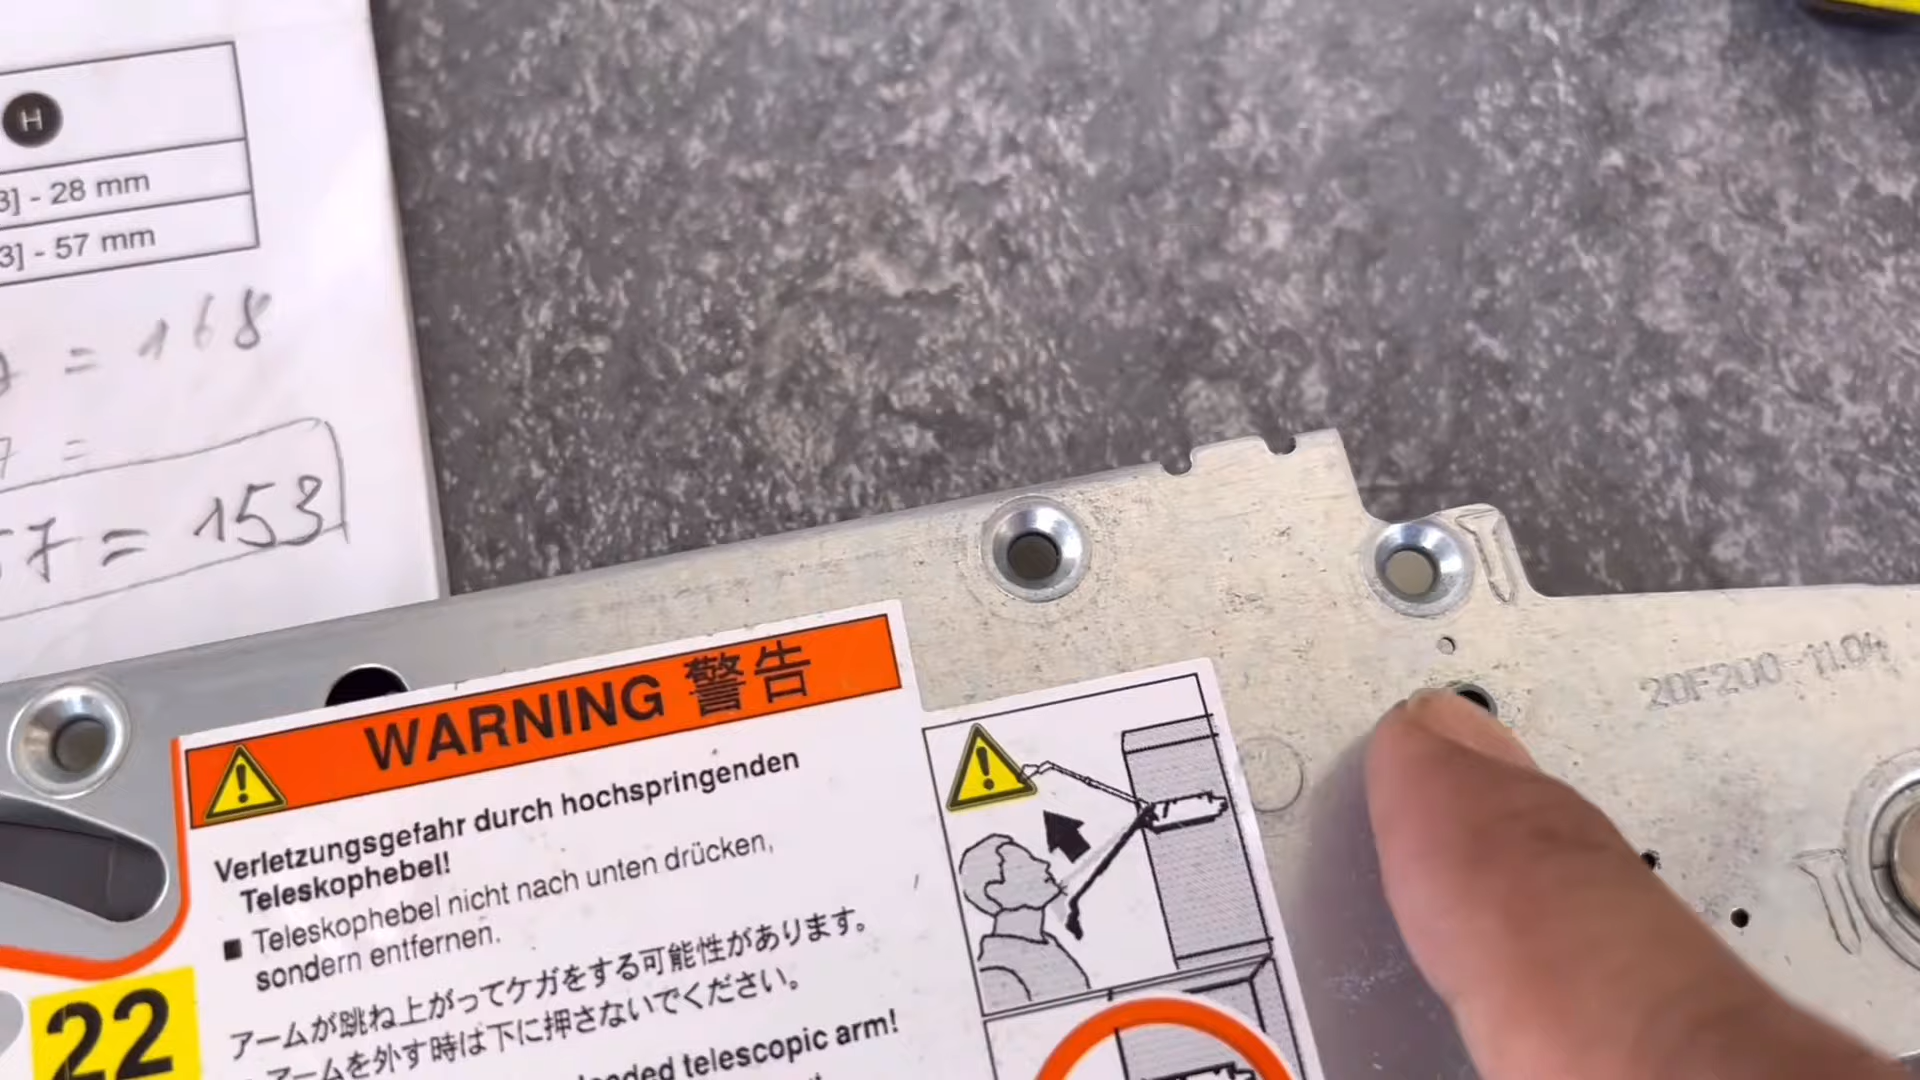 H
3] - 28 mm
3] - 57 mm
= 168
7 =
57 = 153
WARNING 警告
Verletzungsgefahr durch hochspringenden
Teleskophebel!
■ Teleskophebel nicht nach unten drücken,
sondern entfernen.
アームが跳ね上がってケガをする可能性があります。
アームを外す時は下に押さないでください。
telescopic arm!
22
20F200-11.04